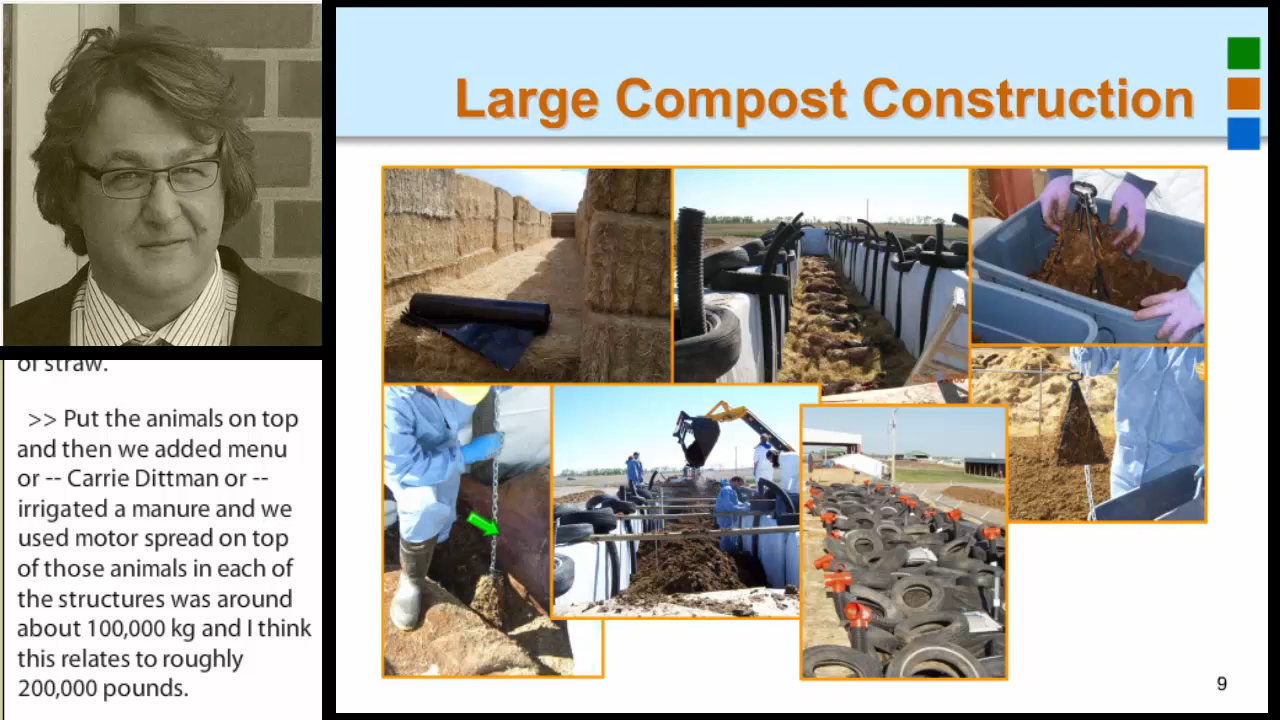 Large Compost Construction
of straw.
>> Put the animals on top
and then we added menu
or -- Carrie Dittman or --
irrigated a manure and we
used motor spread on top
of those animals in each of
the structures was around
about 100,000 kg and I think
this relates to roughly
200,000 pounds.
9